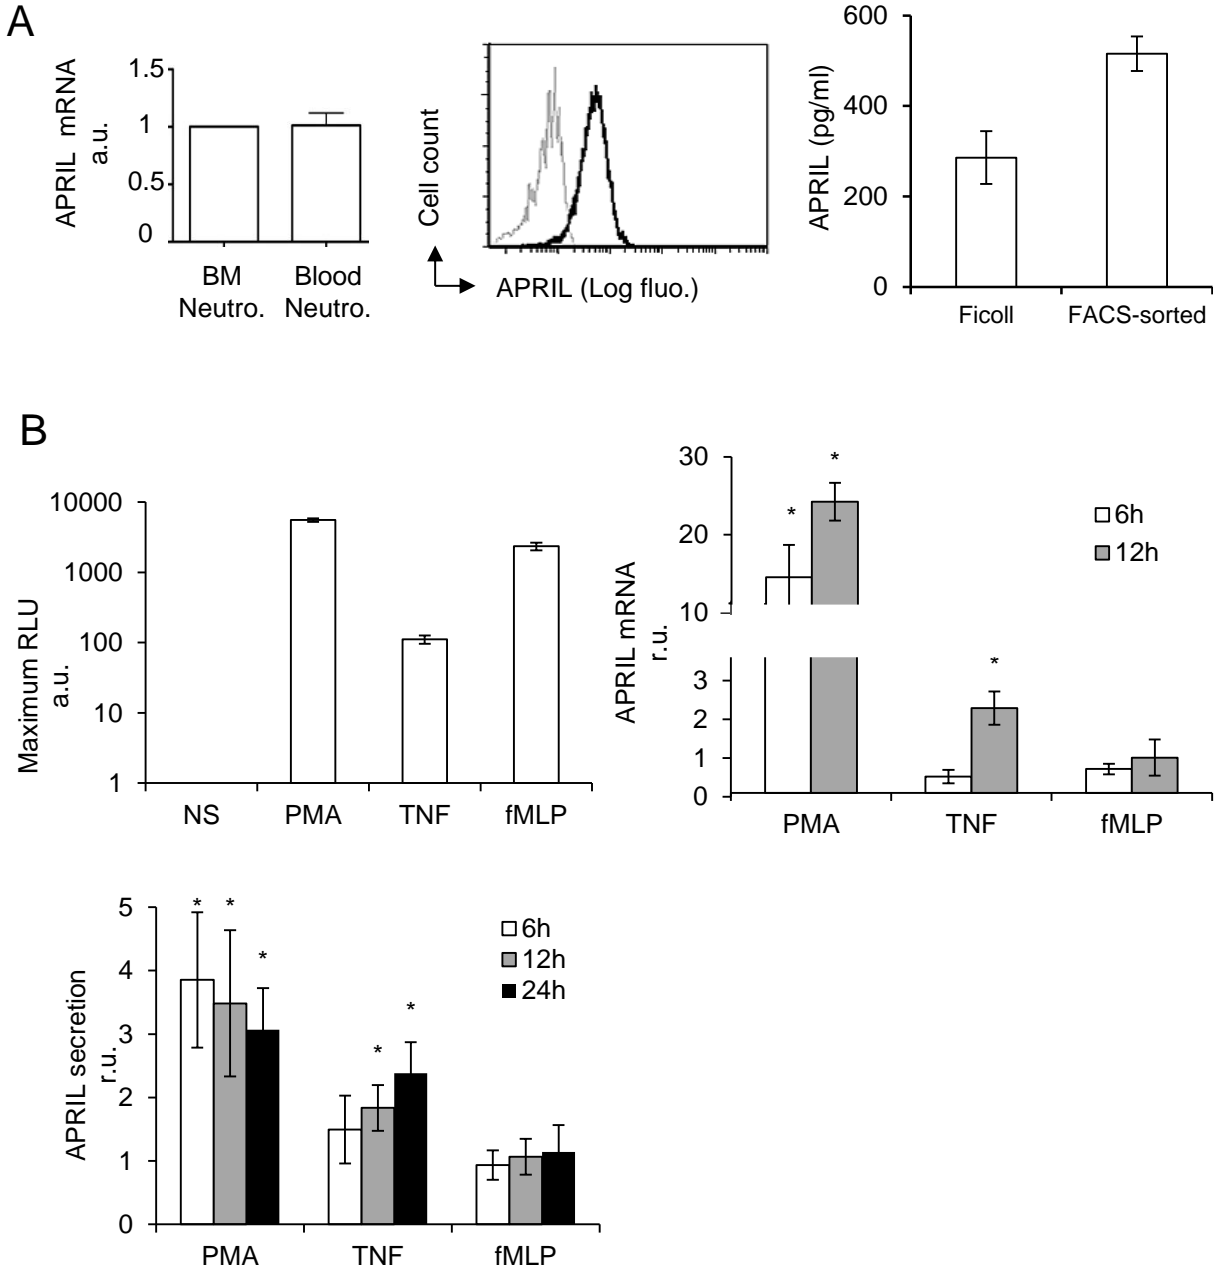 A
APRIL mRNA
a.u.
1.5
1
0.5
0
BM
Neutro.
Blood
Neutro.
Cell count
APRIL (Log fluo.)
APRIL (pg/ml)
600
400
200
0
Ficoll
FACS-sorted
B
Maximum RLU
a.u.
10000
1000
100
10
1
NS
PMA
TNF
fMLP
APRIL mRNA
r.u.
30
20
10
3
2
1
0
*
*
*
6h
12h
PMA
TNF
fMLP
APRIL secretion
r.u.
5
4
3
2
1
0
*
*
*
*
*
6h
12h
24h
PMA
TNF
fMLP